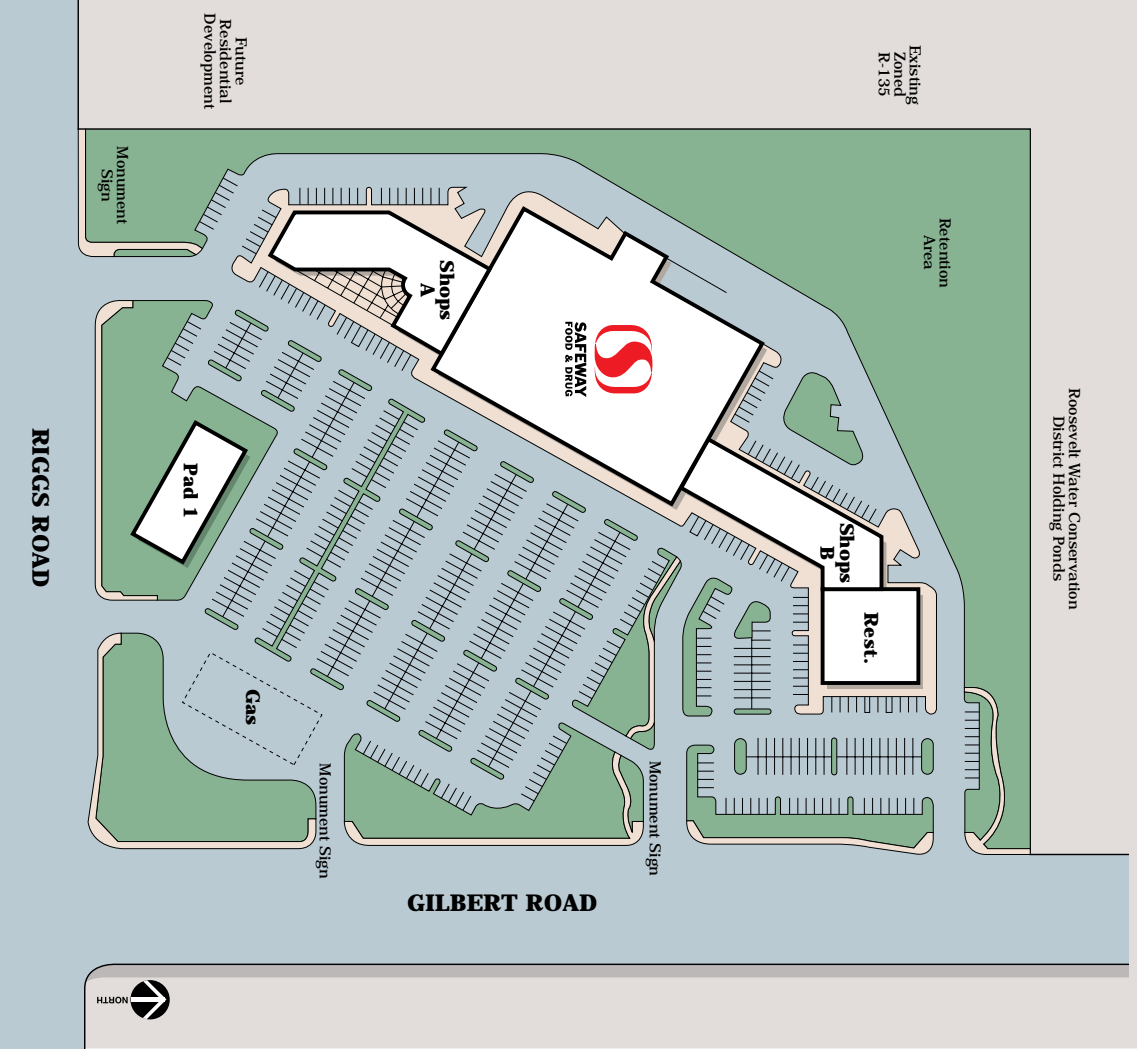 Future
Residential
Development
Existing
Zoned
R-135
Monument
Sign
Retention
Area
Shops
A
SAFEWAY
FOOD & DRUG
Roosevelt Water Conservation
District Holding Ponds
RIGGS ROAD
Pad 1
Shops
B
Rest.
Gas
Monument Sign
Monument Sign
GILBERT ROAD
NORTH